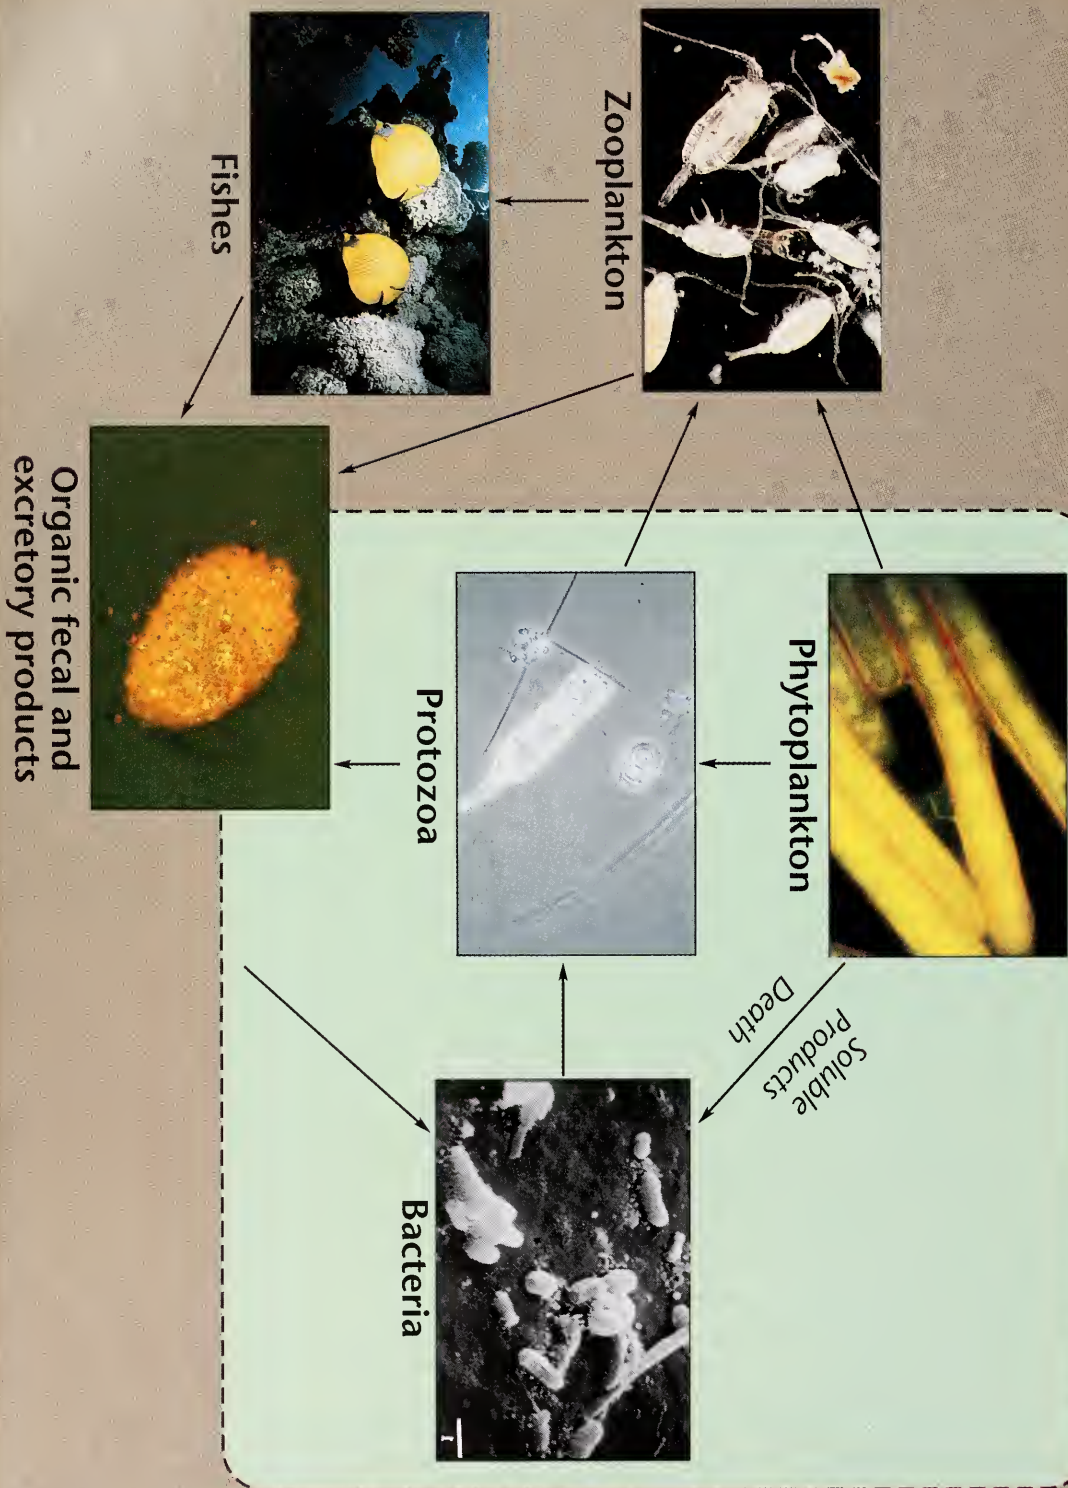 Phytoplankton
Soluble
Products
Death
Zooplankton
Protozoa
Bacteria
Fishes
Organic fecal and
excretory products